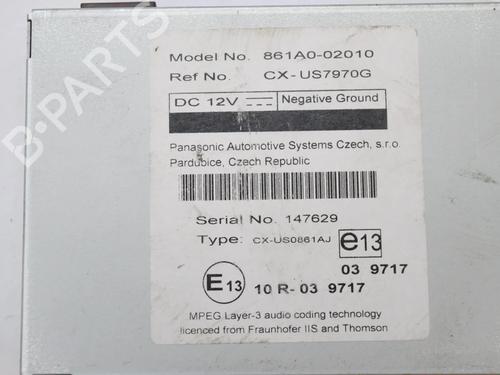 Model No. 861A0-02010
Ref No. CX-US7970G
DC 12V Negative Ground
Panasonic Automotive Systems Czech, s.r.o.
Pardubice, Czech Republic
Serial No. 147629
Type: CX-US0861AJ e13
03 9717
E13 10 R-03 9717
MPEG Layer-3 audio coding technology
licenced from Fraunhofer IIS and Thomson
B-PARTS